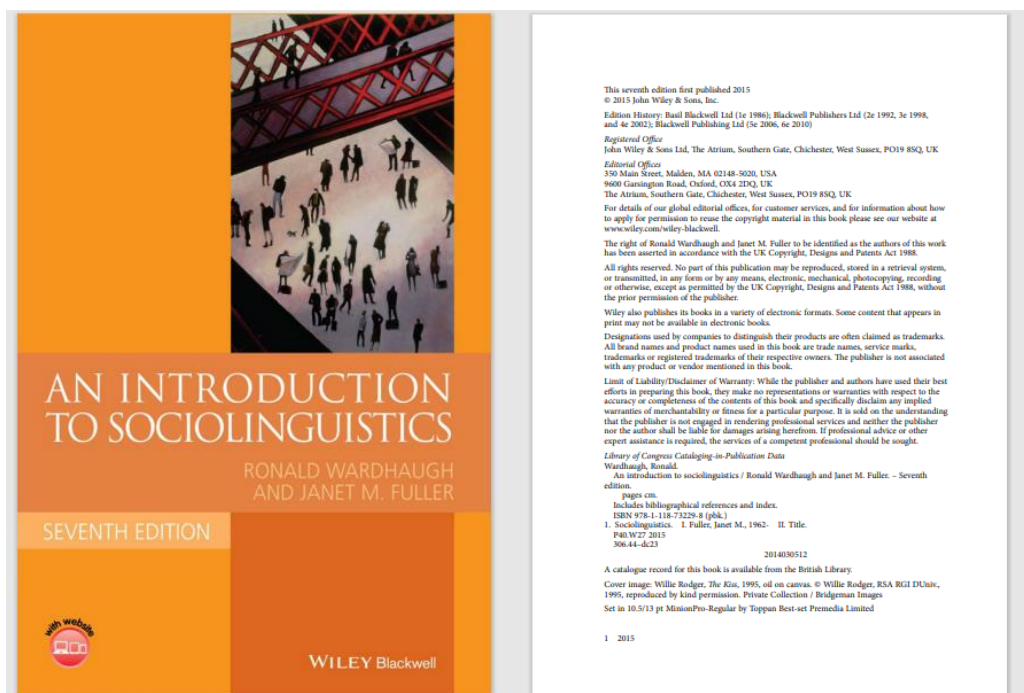 AN INTRODUCTION
TO SOCIOLINGUISTICS
RONALD WARDHAUGH
AND JANET M. FULLER
SEVENTH EDITION
with website
WILEY Blackwell
This seventh edition first published 2015
© 2015 John Wiley & Sons, Inc.
Edition History: Basil Blackwell Ltd (1e 1986); Blackwell Publishers Ltd (2e 1992, 3e 1998,
and 4e 2002); Blackwell Publishing Ltd (5e 2006, 6e 2010)
Registered Office
John Wiley & Sons Ltd, The Atrium, Southern Gate, Chichester, West Sussex, PO19 8SQ, UK
Editorial Offices
350 Main Street, Malden, MA 02148-5020, USA
9600 Garsington Road, Oxford, OX4 2DQ, UK
The Atrium, Southern Gate, Chichester, West Sussex, PO19 8SQ, UK
For details of our global editorial offices, for customer services, and for information about how
to apply for permission to reuse the copyright material in this book please see our website at
www.wiley.com/wiley-blackwell.
The right of Ronald Wardhaugh and Janet M. Fuller to be identified as the authors of this work
has been asserted in accordance with the UK Copyright, Designs and Patents Act 1988.
All rights reserved. No part of this publication may be reproduced, stored in a retrieval system,
or transmitted, in any form or by any means, electronic, mechanical, photocopying, recording
or otherwise, except as permitted by the UK Copyright, Designs and Patents Act 1988, without
the prior permission of the publisher.
Wiley also publishes its books in a variety of electronic formats. Some content that appears in
print may not be available in electronic books.
Designations used by companies to distinguish their products are often claimed as trademarks.
All brand names and product names used in this book are trade names, service marks,
trademarks or registered trademarks of their respective owners. The publisher is not associated
with any product or vendor mentioned in this book.
Limit of Liability/Disclaimer of Warranty: While the publisher and authors have used their best
efforts in preparing this book, they make no representations or warranties with respect to the
accuracy or completeness of the contents of this book and specifically disclaim any implied
warranties of merchantability or fitness for a particular purpose. It is sold on the understanding
that the publisher is not engaged in rendering professional services and neither the publisher
nor the author shall be liable for damages arising herefrom. If professional advice or other
expert assistance is required, the services of a competent professional should be sought.
Library of Congress Cataloging-in-Publication Data
Wardhaugh, Ronald.
An introduction to sociolinguistics / Ronald Wardhaugh and Janet M. Fuller. – Seventh
edition.
pages cm.
Includes bibliographical references and index.
ISBN 978-1-118-73229-8 (pbk.)
1. Sociolinguistics. I. Fuller, Janet M., 1962- II. Title.
P40.W27 2015
306.44–dc23
2014030512
A catalogue record for this book is available from the British Library.
Cover image: Willie Rodger, The Kiss, 1995, oil on canvas. © Willie Rodger, RSA RGI DUniv.,
1995, reproduced by kind permission. Private Collection / Bridgeman Images
Set in 10.5/13 pt MinionPro-Regular by Toppan Best-set Premedia Limited
1 2015